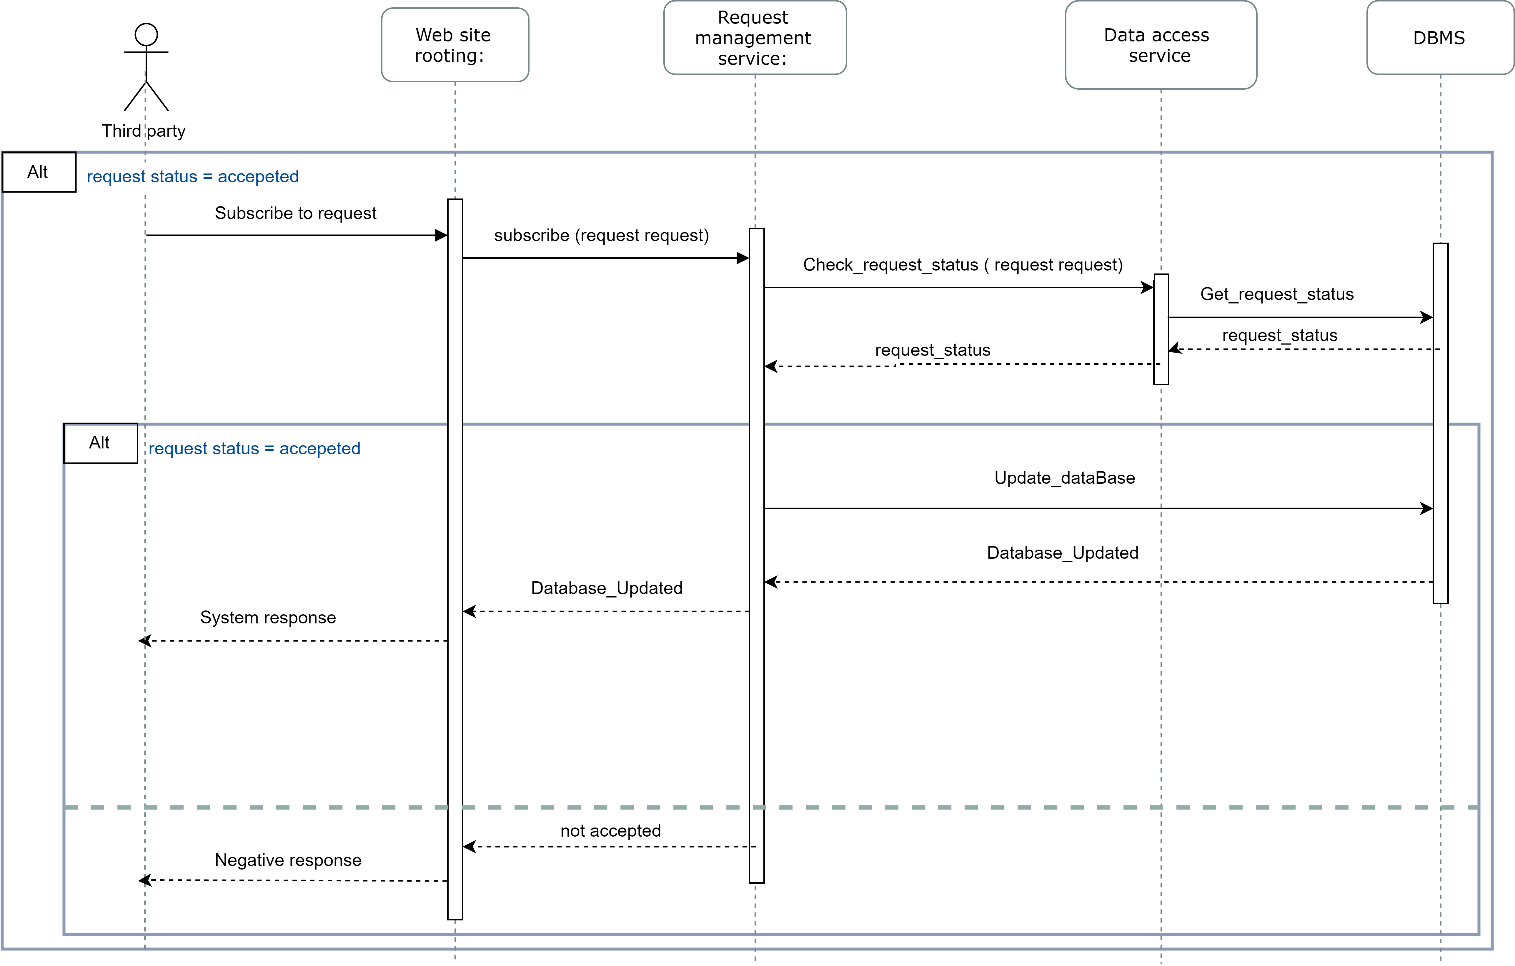 Web site
rooting:
Request
management
service:
Data access
service
DBMS
Third party
Alt
request status = accepeted
Subscribe to request
subscribe (request request)
Check_request_status ( request request)
Get_request_status
request_status
request_status
Alt
request status = accepeted
Update_dataBase
Database_Updated
Database_Updated
System response
not accepted
Negative response